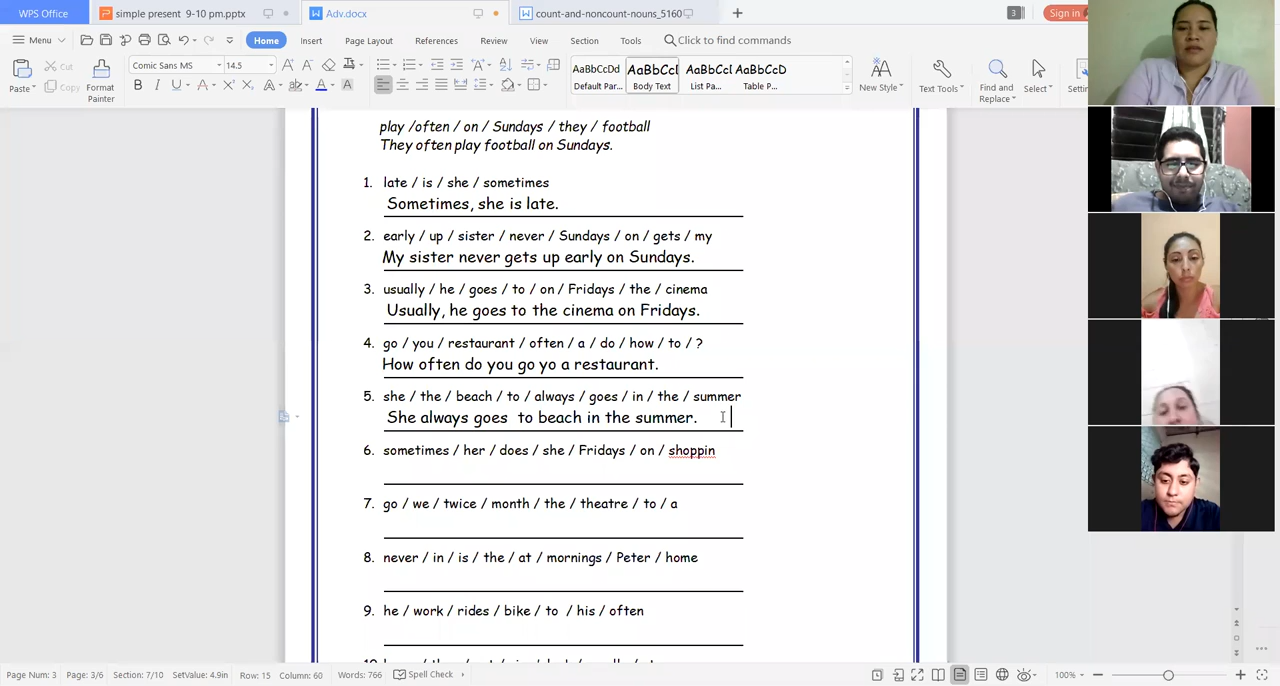 WPS Office
simple present 9-10 pm.pptx
Adv.docx
count-and-noncount-nouns_5160
3
Sign in
Menu
Home
Insert
Page Layout
References
Review
View
Section
Tools
Click to find commands
Paste
Cut
Copy
Format Painter
Comic Sans MS
14.5
AaBbCcDd
Default Par...
AaBbCcI
Body Text
AaBbCcI
List Pa...
AaBbCcD
Table P...
New Style
Text Tools
Find and Replace
Select
play /often / on / Sundays / they / football
They often play football on Sundays.
1. late / is / she / sometimes
Sometimes, she is late.
2. early / up / sister / never / Sundays / on / gets / my
My sister never gets up early on Sundays.
3. usually / he / goes / to / on / Fridays / the / cinema
Usually, he goes to the cinema on Fridays.
4. go / you / restaurant / often / a / do / how / to / ?
How often do you go yo a restaurant.
5. she / the / beach / to / always / goes / in / the / summer
She always goes to beach in the summer.
6. sometimes / her / does / she / Fridays / on / shoppin
7. go / we / twice / month / the / theatre / to / a
8. never / in / is / the / at / mornings / Peter / home
9. he / work / rides / bike / to / his / often
Page Num: 3
Page: 3/6
Section: 7/10
SetValue: 4.9in
Row: 15
Column: 60
Words: 766
Spell Check
100%